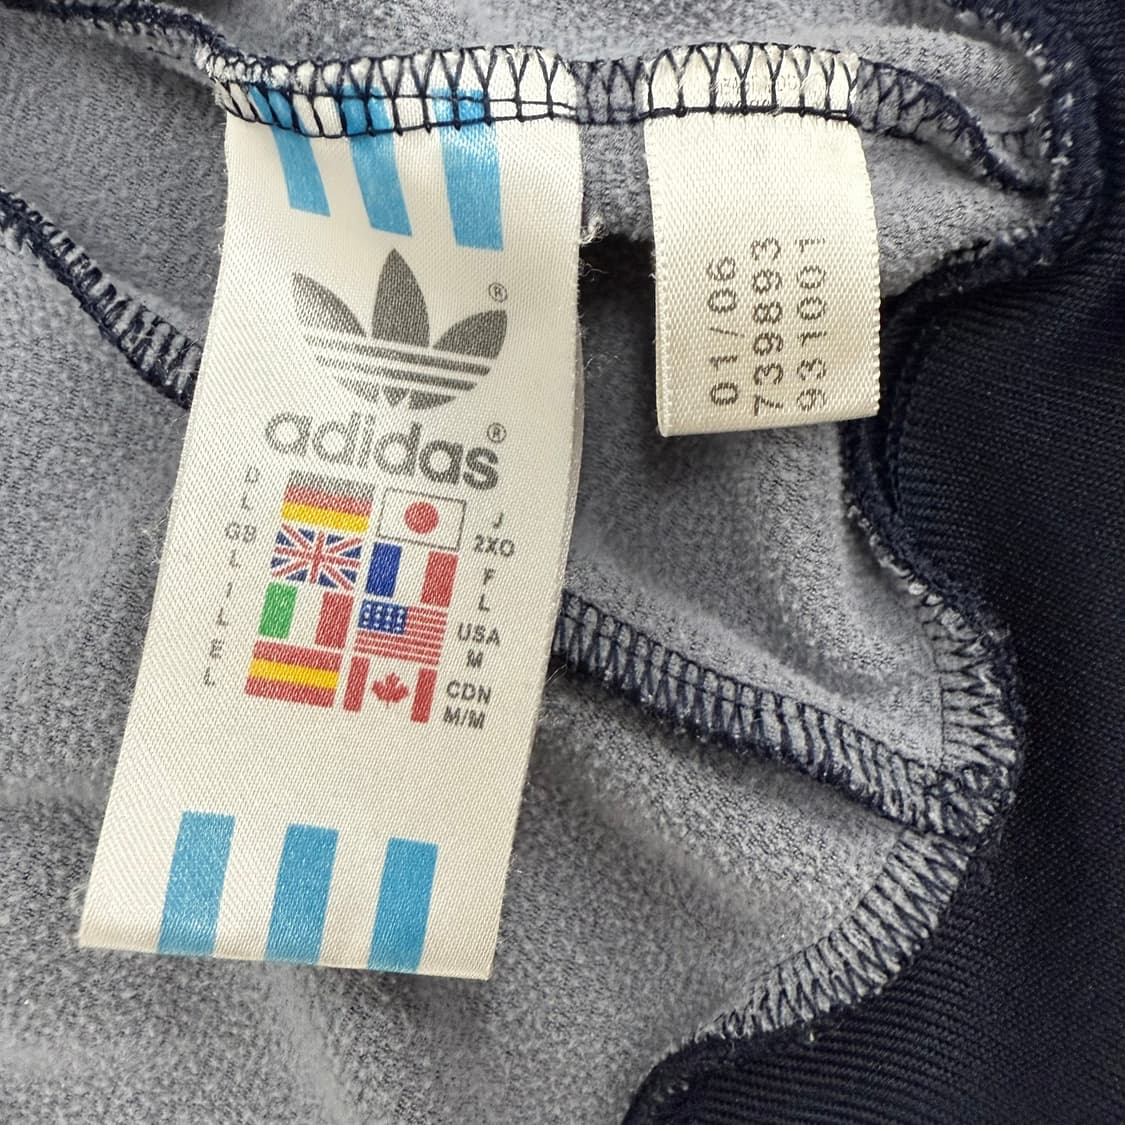 ®
adidas®
D
L
GB
L
I
L
E
L
J
2XO
F
L
USA
M
CDN
M/M
01/06
739893
931001